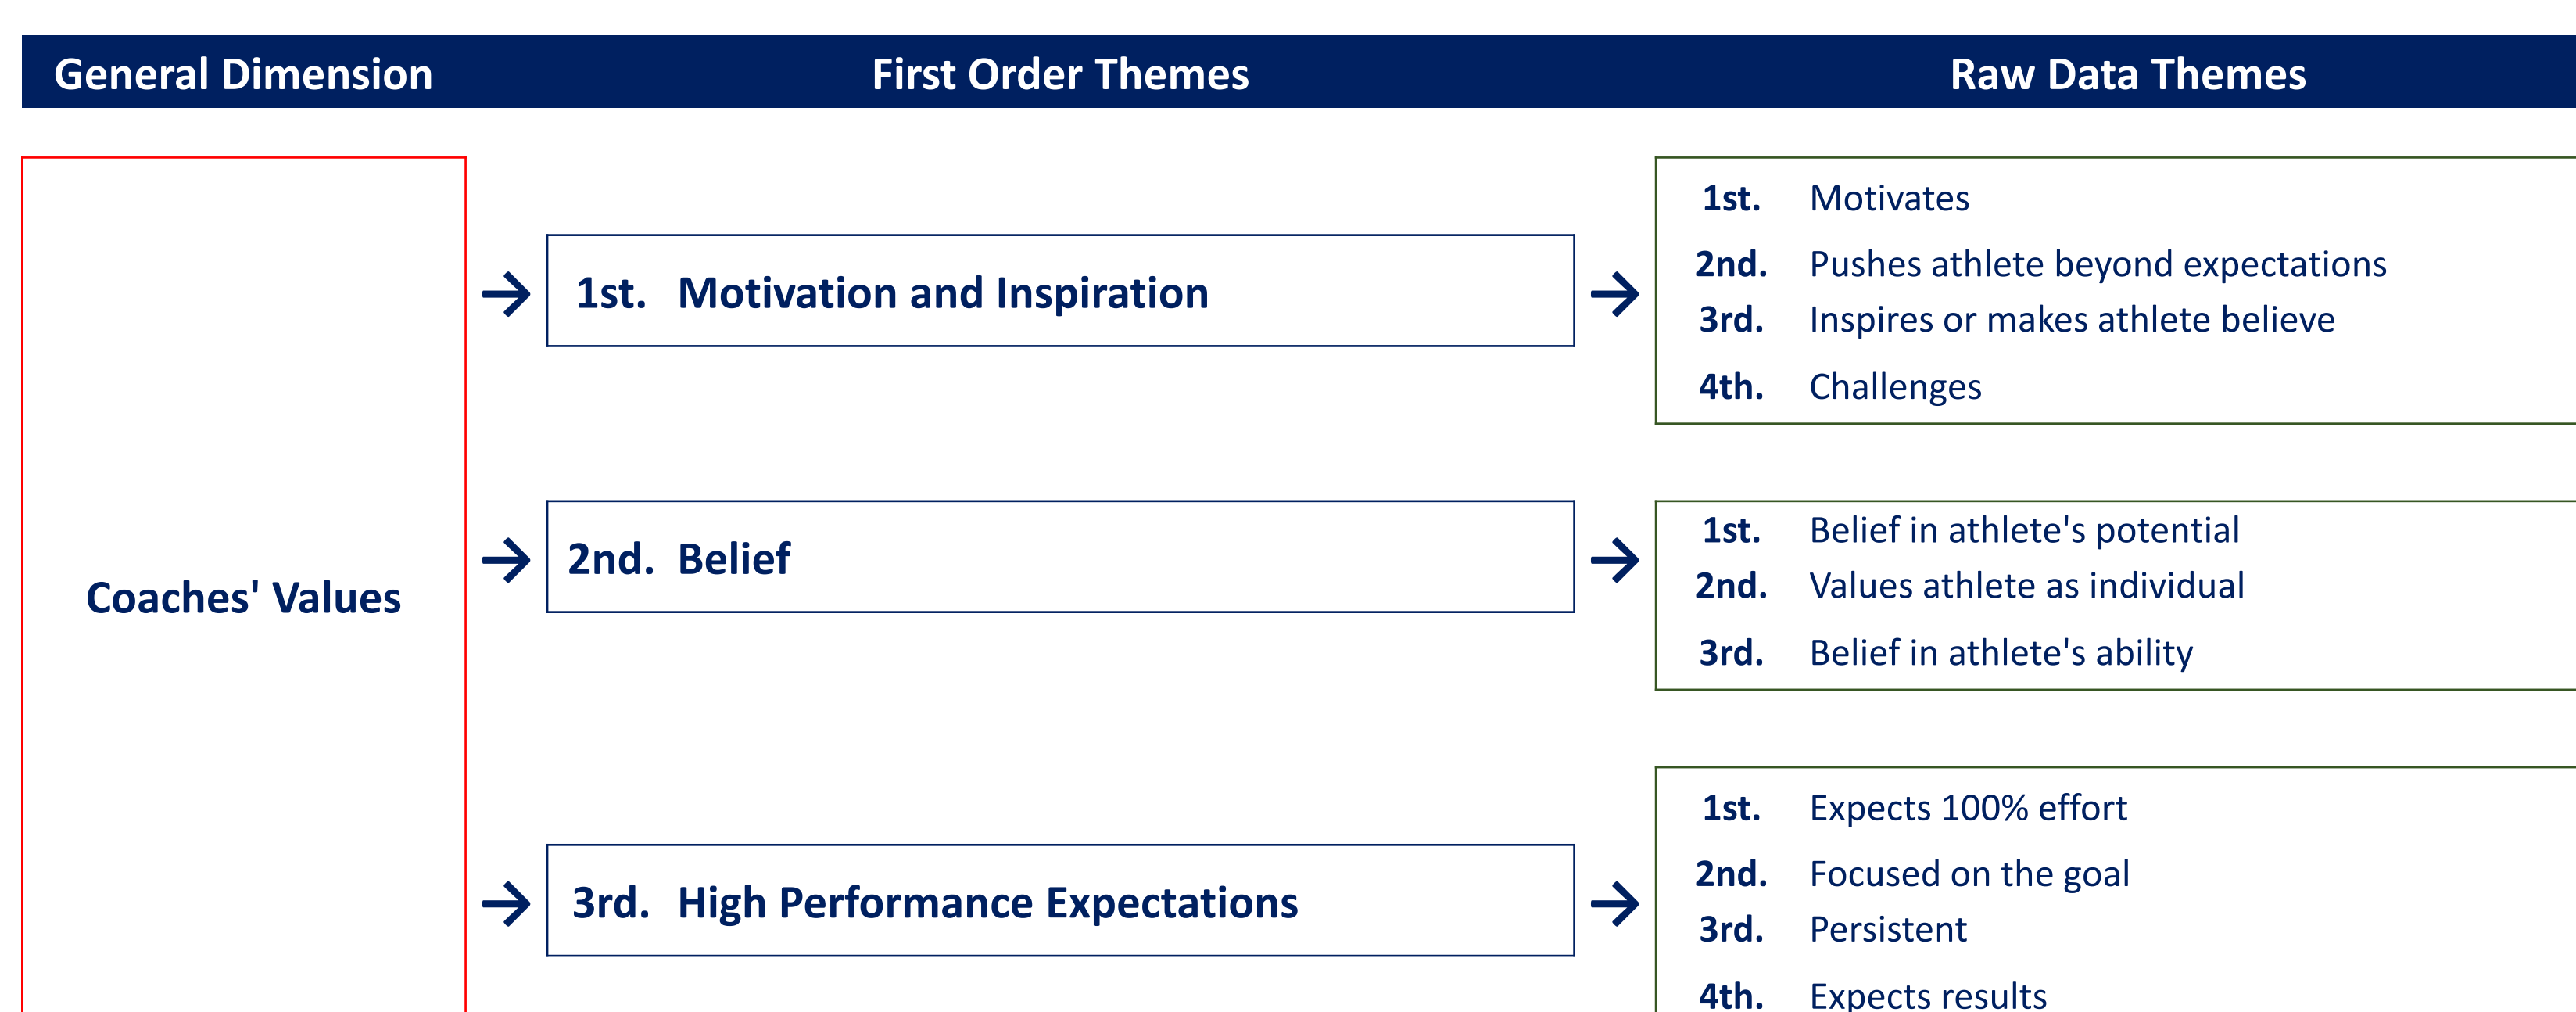 General Dimension
First Order Themes
Raw Data Themes
Coaches' Values
1st. Motivation and Inspiration
1st. Motivates
2nd. Pushes athlete beyond expectations
3rd. Inspires or makes athlete believe
4th. Challenges
2nd. Belief
1st. Belief in athlete's potential
2nd. Values athlete as individual
3rd. Belief in athlete's ability
3rd. High Performance Expectations
1st. Expects 100% effort
2nd. Focused on the goal
3rd. Persistent
4th. Expects results